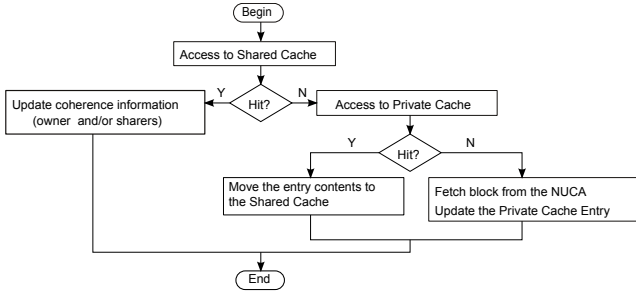 Begin
Access to Shared Cache
Y
Hit?
N
Update coherence information
(owner and/or sharers)
Access to Private Cache
Y
Hit?
N
Move the entry contents to
the Shared Cache
Fetch block from the NUCA
Update the Private Cache Entry
End